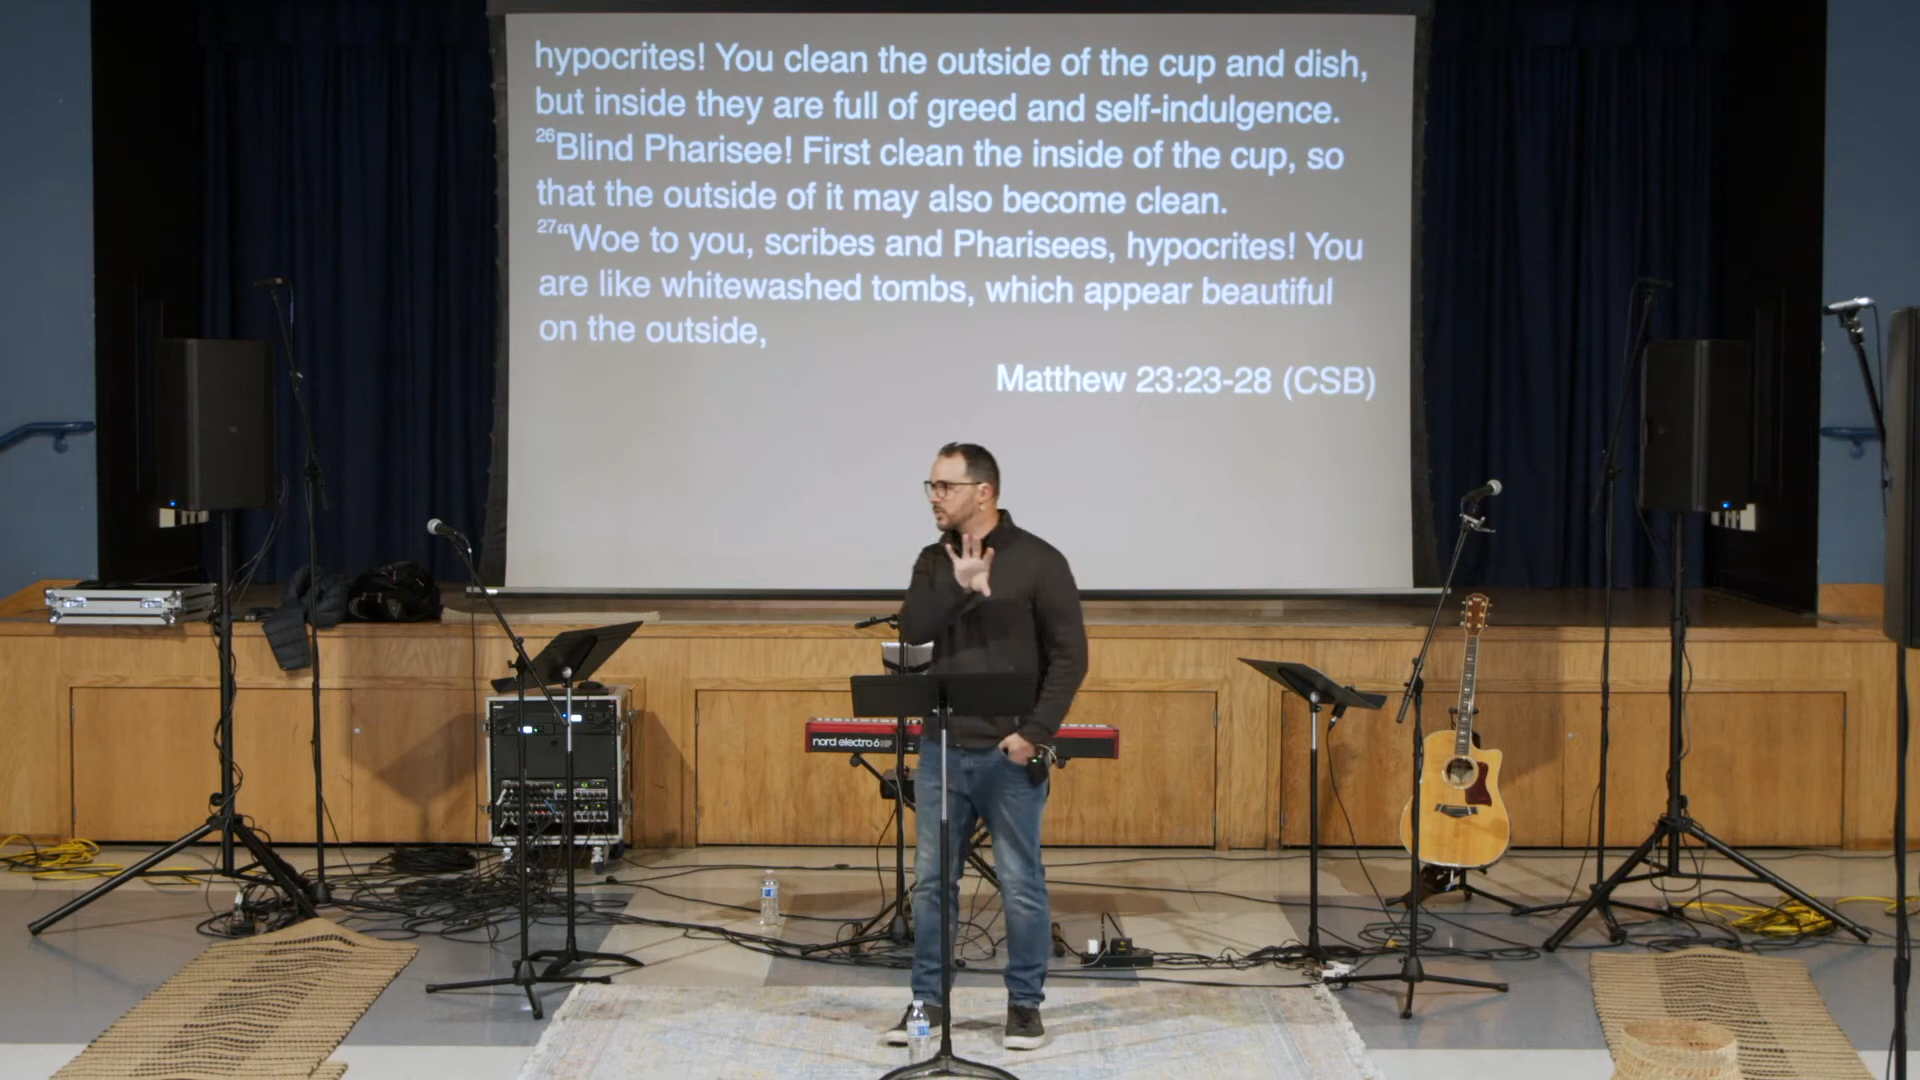 hypocrites! You clean the outside of the cup and dish,
but inside they are full of greed and self-indulgence.
26Blind Pharisee! First clean the inside of the cup, so
that the outside of it may also become clean.
27“Woe to you, scribes and Pharisees, hypocrites! You
are like whitewashed tombs, which appear beautiful
on the outside,
Matthew 23:23-28 (CSB)
nord electro 6 HP